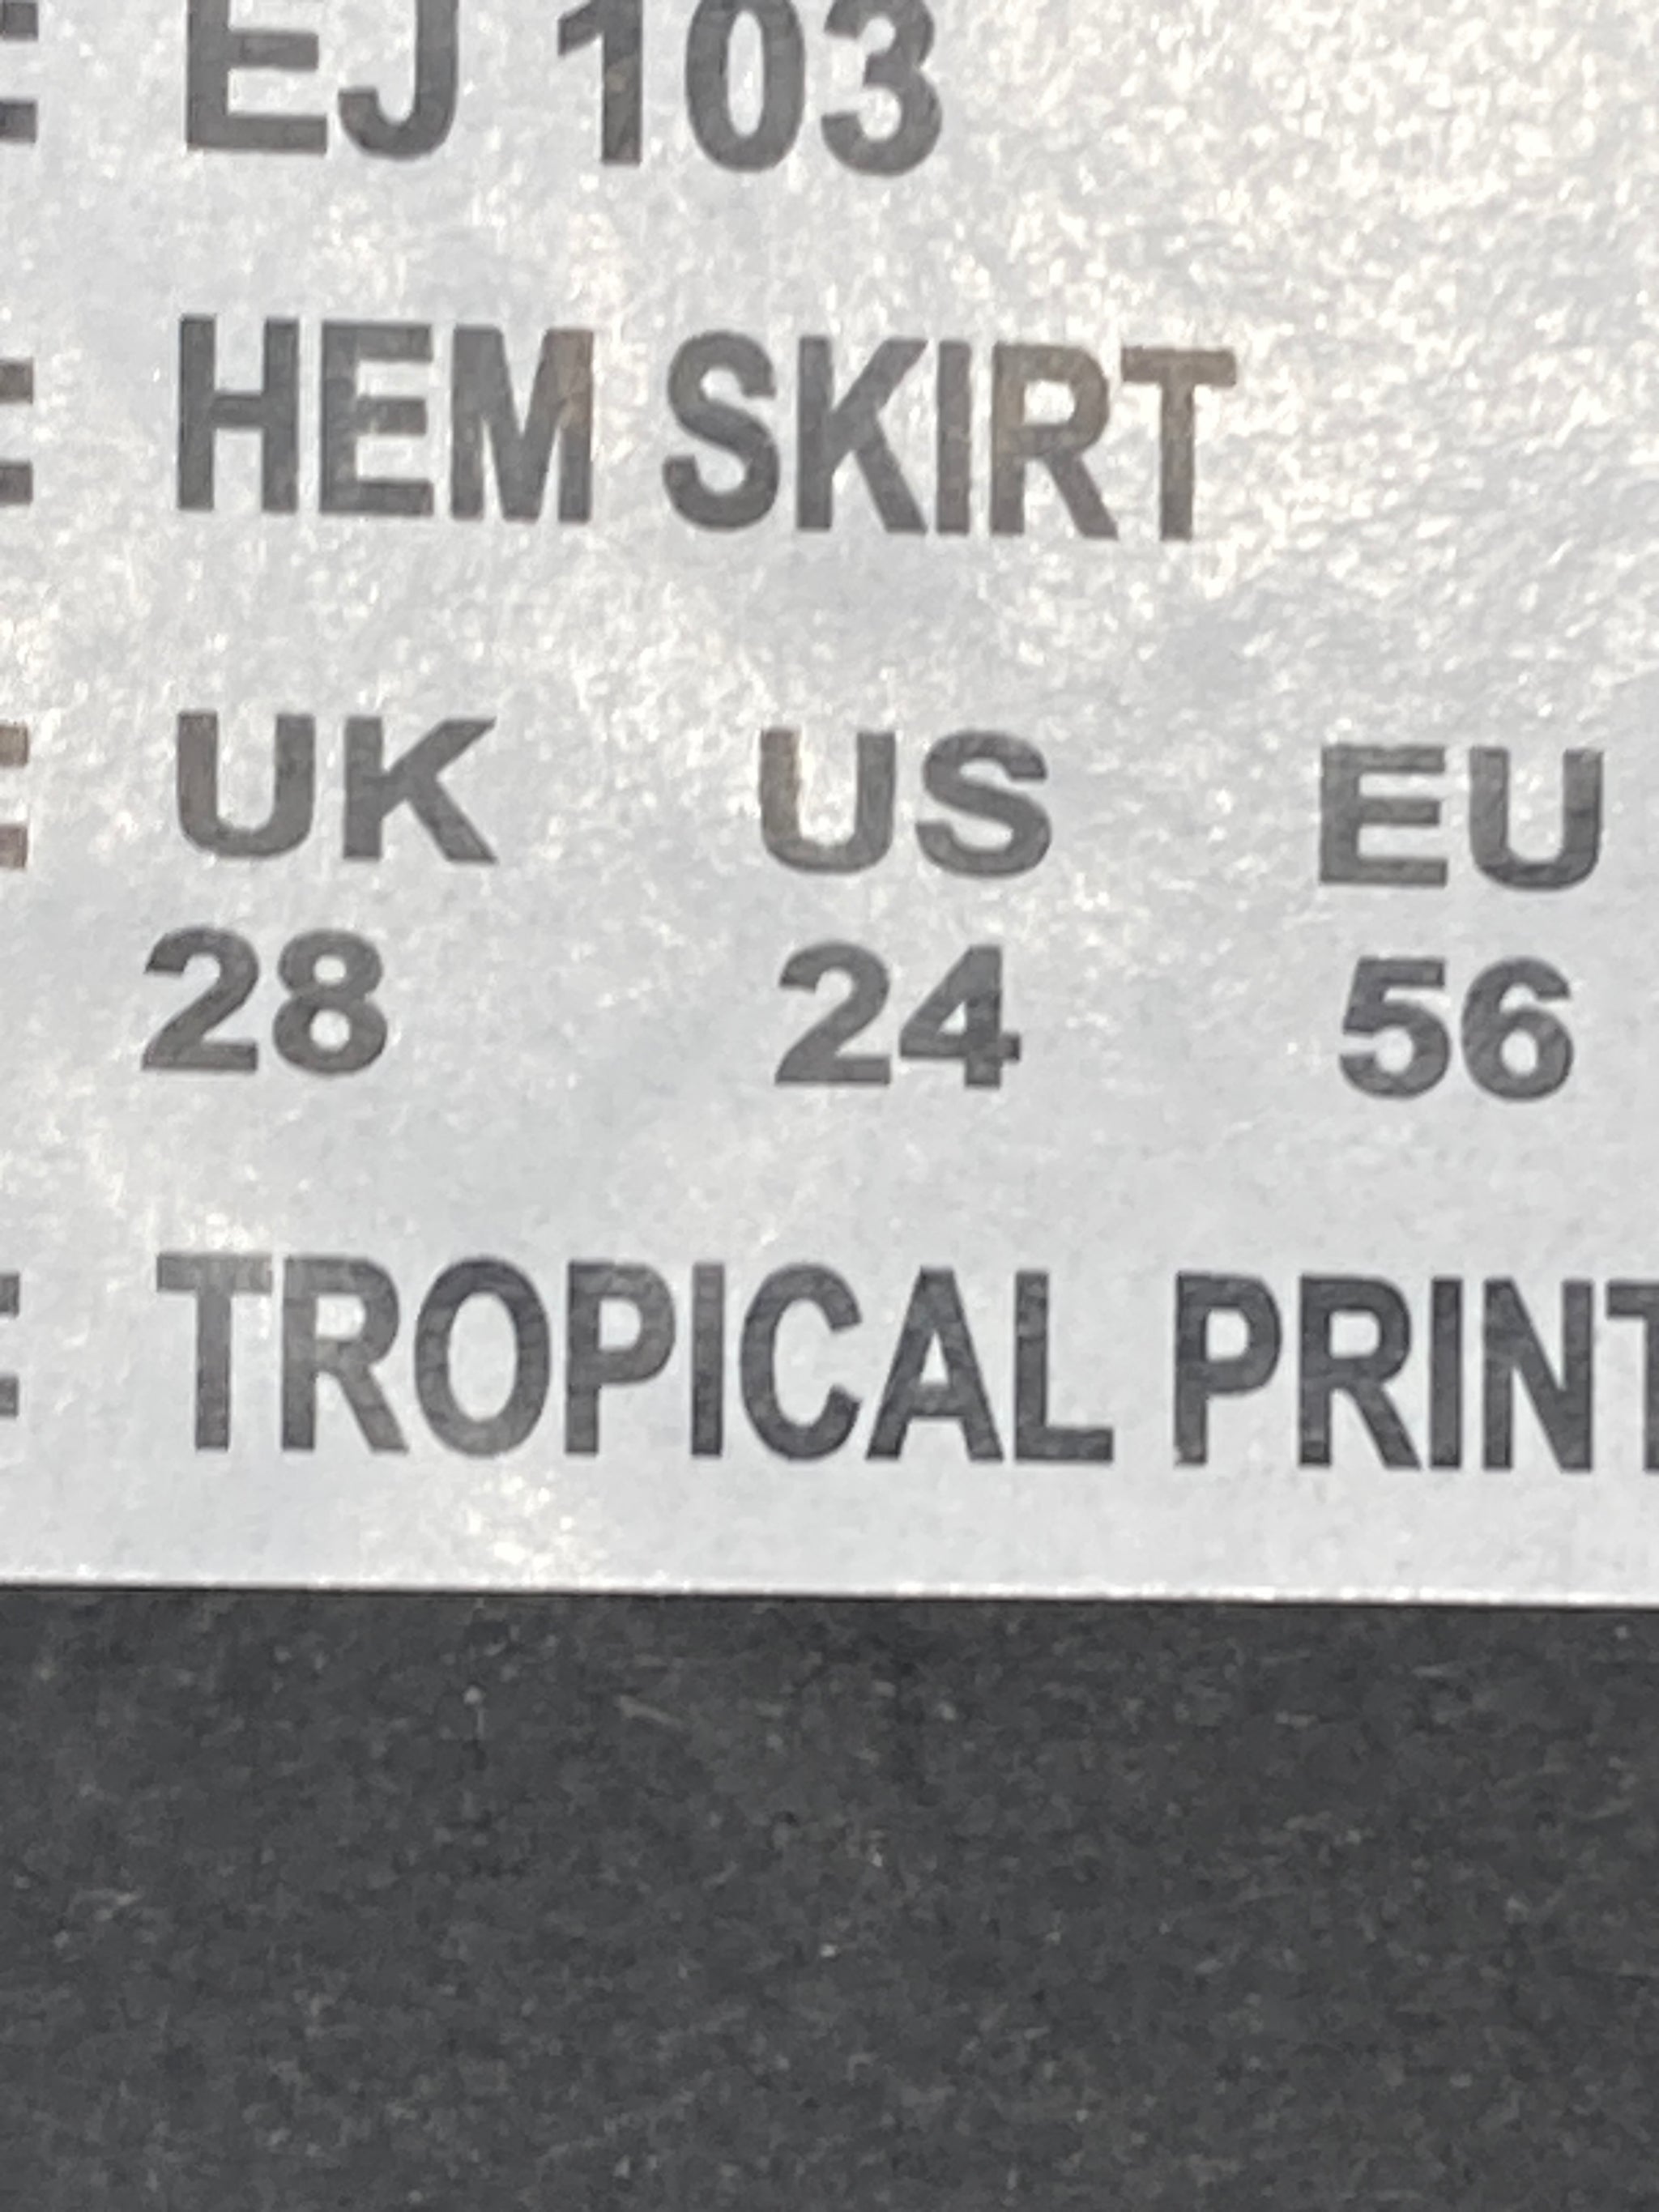 EJ 103
HEM SKIRT
UK US EU
28 24 56
TROPICAL PRINT